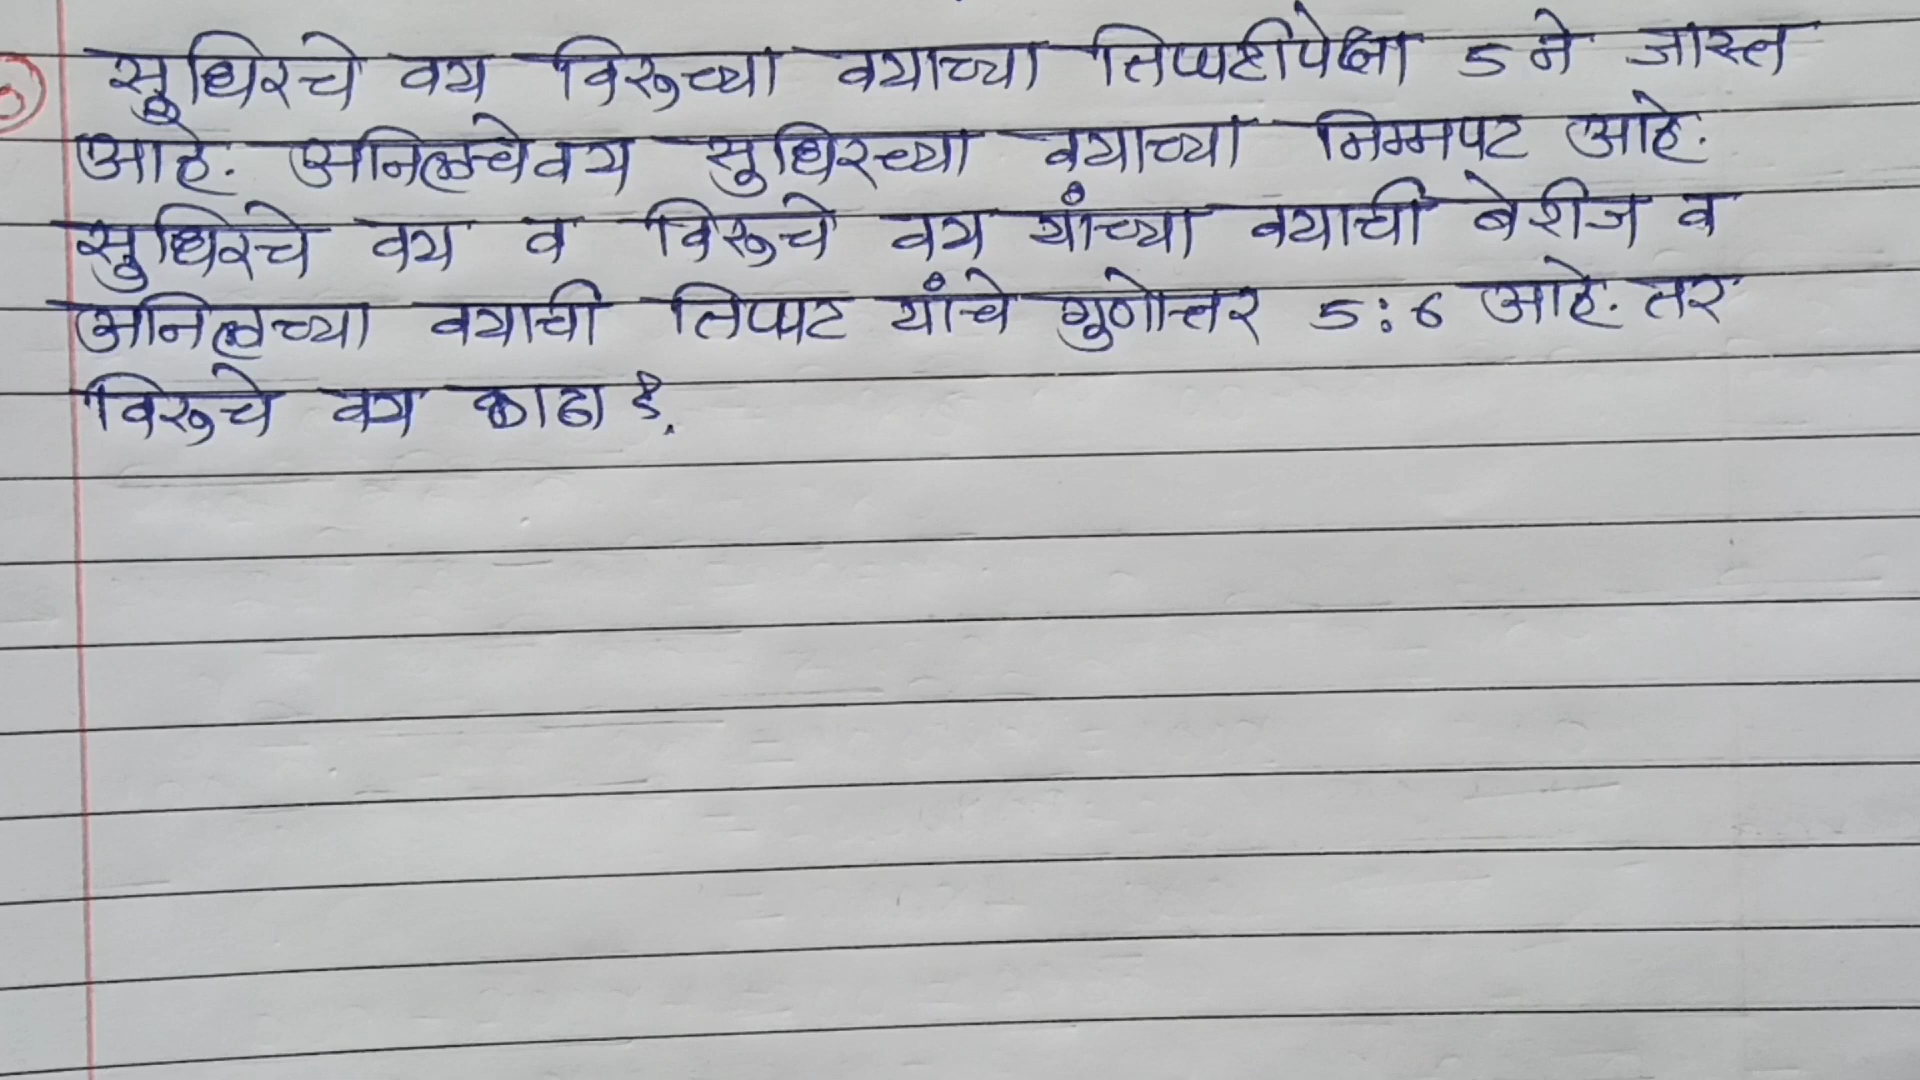 सुधिरचे वय विरुच्या वयाच्या तिप्पटीपेक्षा 5 ने जास्त
आहे. अनिलचे वय सुधिरच्या वयाच्या निम्मपट आहे.
सुधिरचे वय व विरुचे वय यांच्या वयाची बेरीज व
अनिलच्या वयाची तिप्पट यांचे गुणोत्तर 5:6 आहे. तर
विरुचे वय काढा ?.